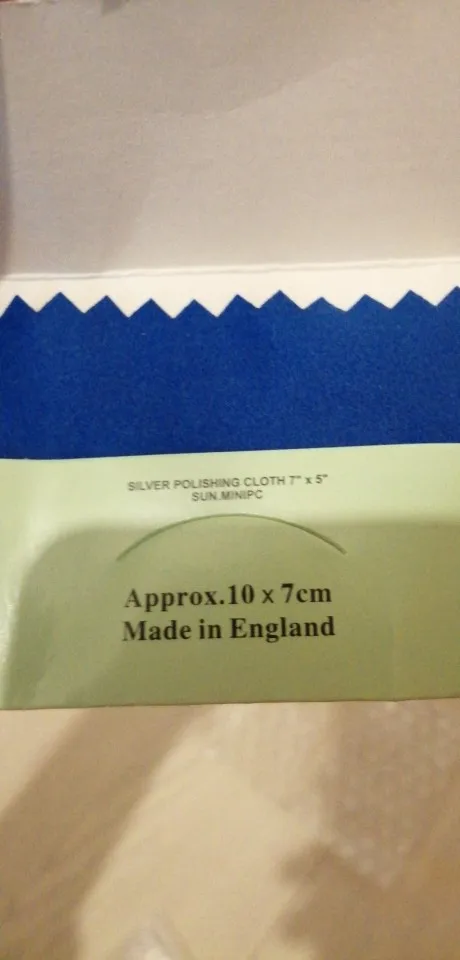 SILVER POLISHING CLOTH 7" x 5"
SUN.MINIPC
Approx.10 x 7cm
Made in England